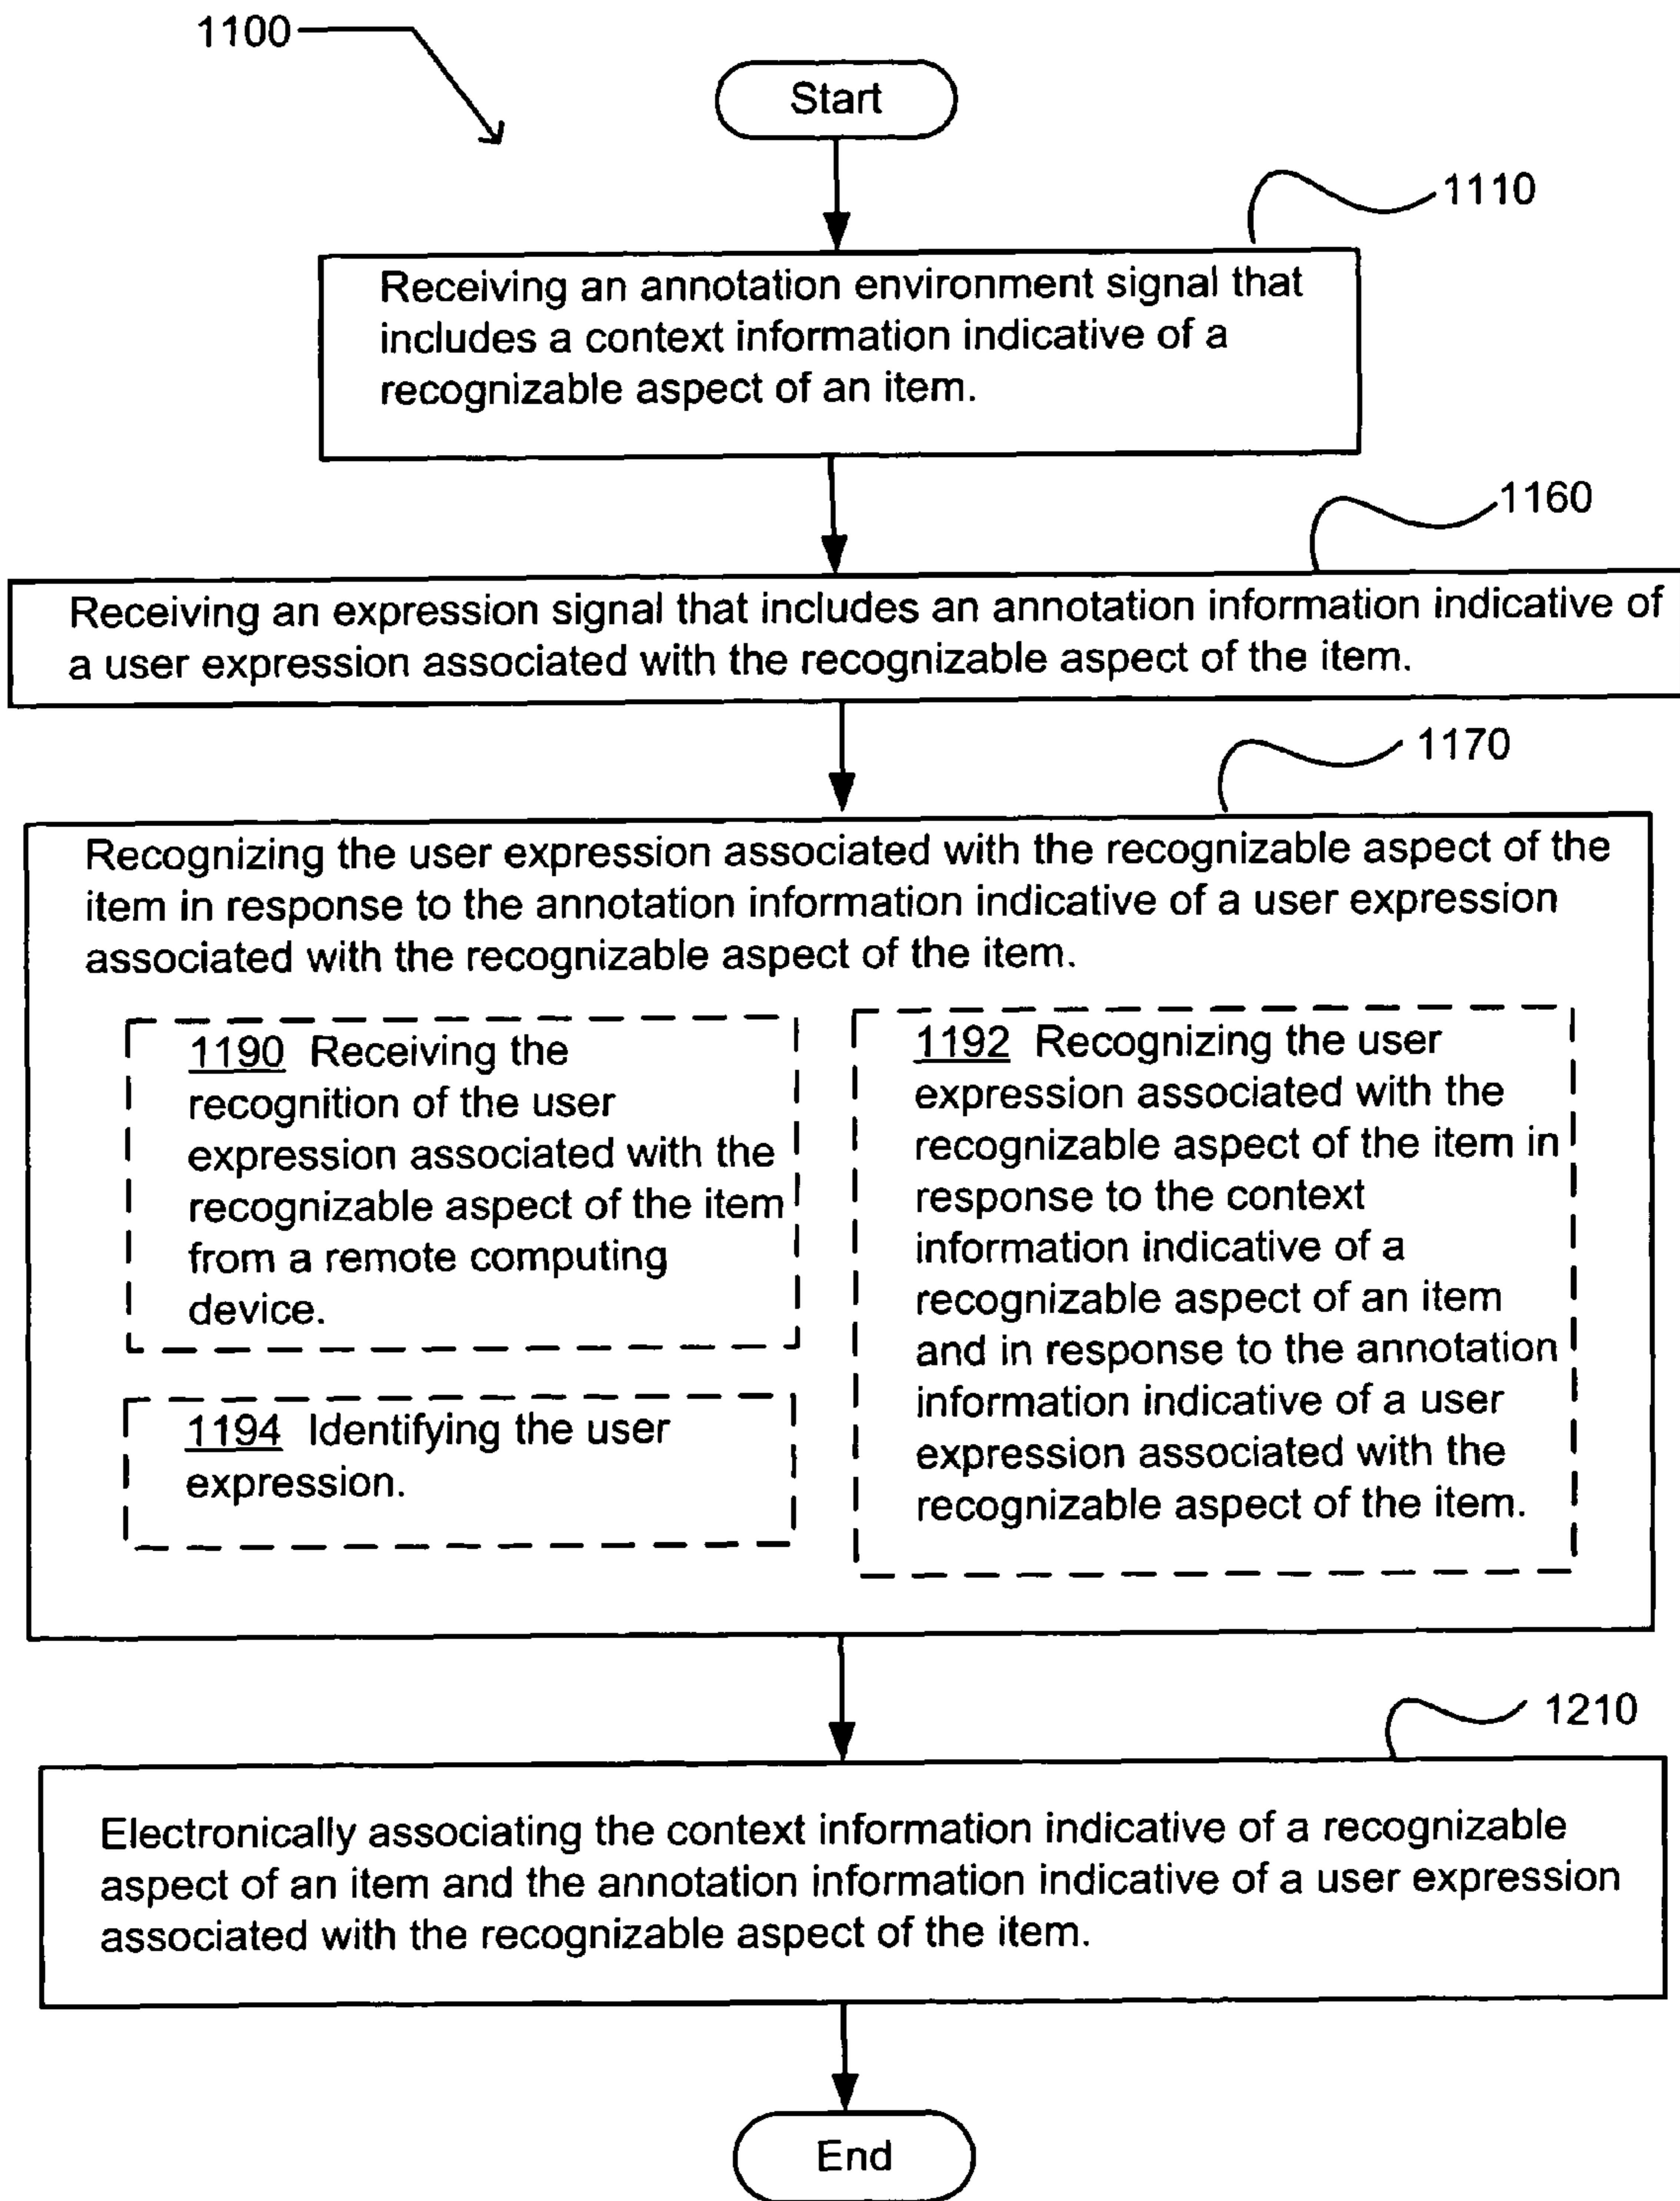 1100
Start
1110
Receiving an annotation environment signal that
includes a context information indicative of a
recognizable aspect of an item.
1160
Receiving an expression signal that includes an annotation information indicative of
a user expression associated with the recognizable aspect of the item.
1170
Recognizing the user expression associated with the recognizable aspect of the
item in response to the annotation information indicative of a user expression
associated with the recognizable aspect of the item.
1190 Receiving the
recognition of the user
expression associated with the
recognizable aspect of the item
from a remote computing
device.
1194 Identifying the user
expression.
1192 Recognizing the user
expression associated with the
recognizable aspect of the item in
response to the context
information indicative of a
recognizable aspect of an item
and in response to the annotation
information indicative of a user
expression associated with the
recognizable aspect of the item.
1210
Electronically associating the context information indicative of a recognizable
aspect of an item and the annotation information indicative of a user expression
associated with the recognizable aspect of the item.
End